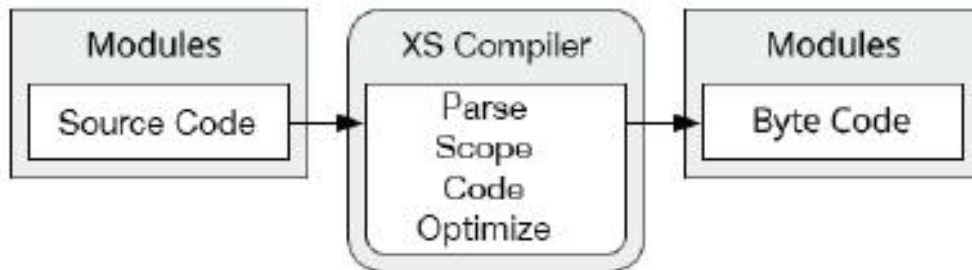 Modules
Source Code
XS Compiler
Parse
Scope
Code
Optimize
Modules
Byte Code